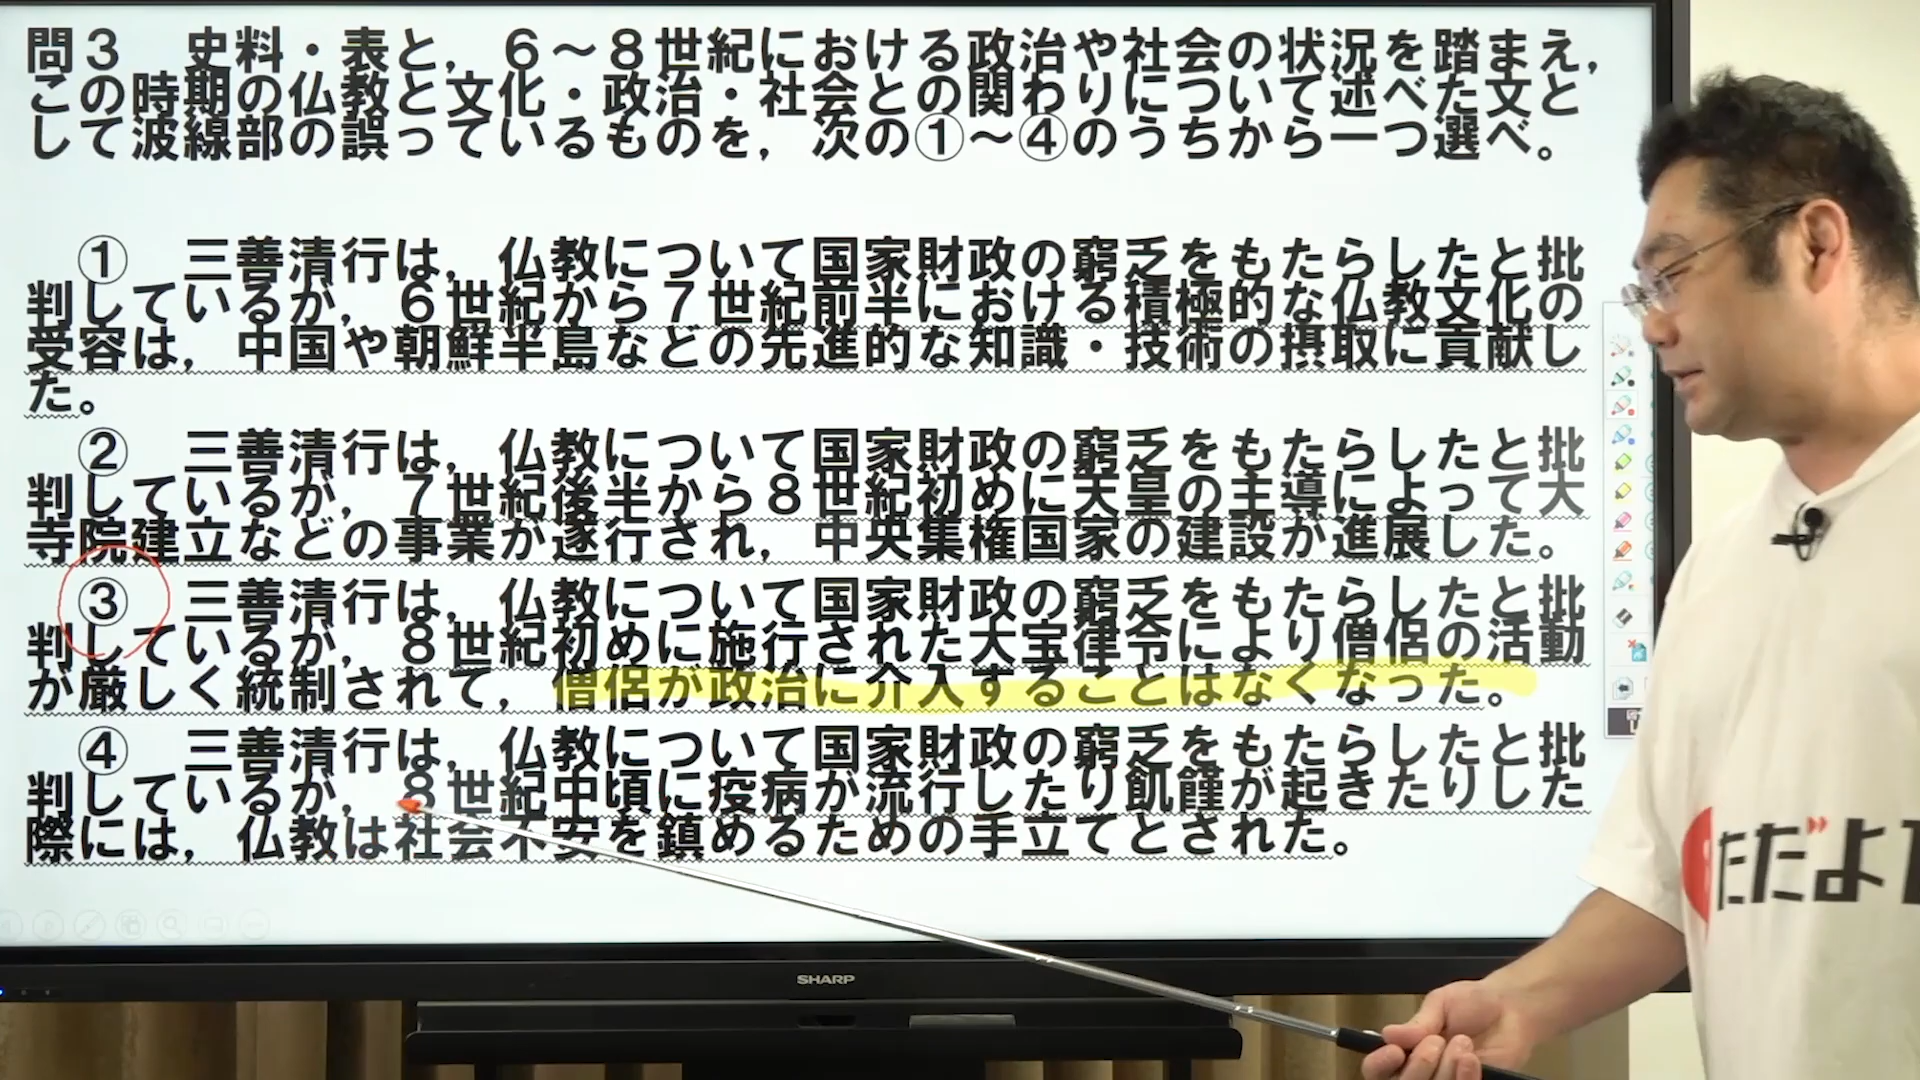 問３　史料・表と，６～８世紀における政治や社会の状況を踏まえ，
この時期の仏教と文化・政治・社会との関わりについて述べた文と
して波線部の誤っているものを，次の①～④のうちから一つ選べ。
①　三善清行は，仏教について国家財政の窮乏をもたらしたと批
判しているが，６世紀から７世紀前半における積極的な仏教文化の
受容は，中国や朝鮮半島などの先進的な知識・技術の摂取に貢献し
た。
②　三善清行は，仏教について国家財政の窮乏をもたらしたと批
判しているが，７世紀後半から８世紀初めに天皇の主導によって大
寺院建立などの事業が遂行され，中央集権国家の建設が進展した。
③　三善清行は，仏教について国家財政の窮乏をもたらしたと批
判しているが，８世紀初めに施行された大宝律令により僧侶の活動
が厳しく統制されて，僧侶が政治に介入することはなくなった。
④　三善清行は，仏教について国家財政の窮乏をもたらしたと批
判しているが，８世紀中頃に疫病が流行したり飢饉が起きたりした
際には，仏教は社会不安を鎮めるための手立てとされた。
SHARP
ただよ